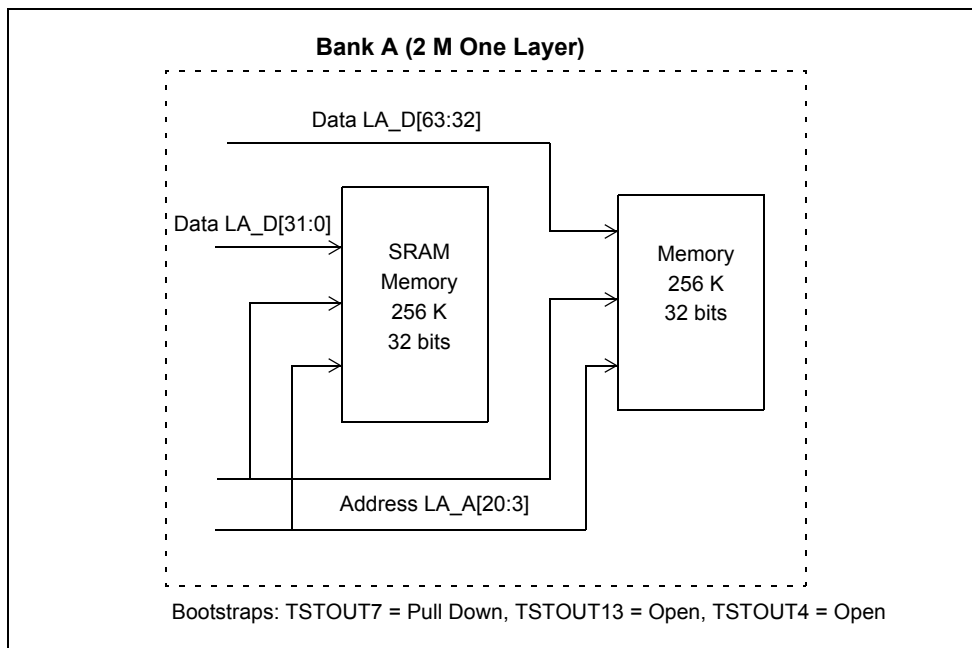 Bank A (2 M One Layer)
Data LA_D[63:32]
Data LA_D[31:0]
SRAM
Memory
256 K
32 bits
Memory
256 K
32 bits
Address LA_A[20:3]
Bootstraps: TSTOUT7 = Pull Down, TSTOUT13 = Open, TSTOUT4 = Open